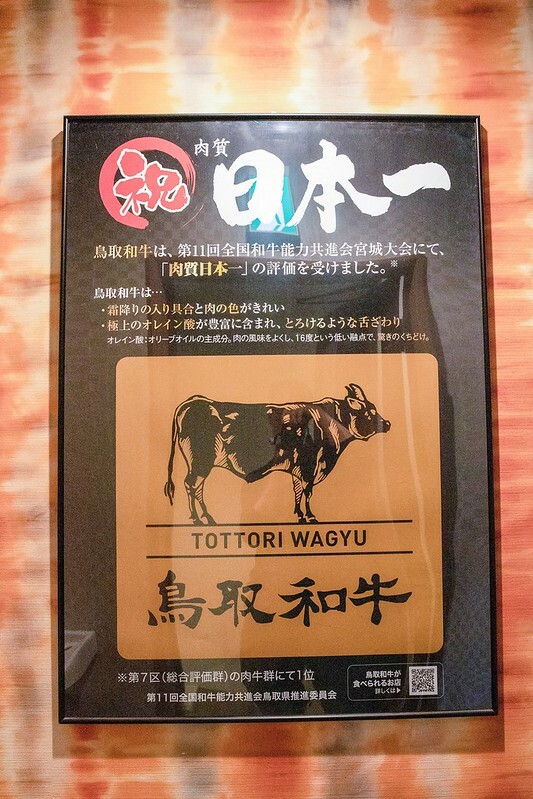 祝
肉質
日本一
鳥取和牛は、第11回全国和牛能力共進会宮城大会にて、
「肉質日本一」の評価を受けました。※
鳥取和牛は…
・霜降りの入り具合と肉の色がきれい
・極上のオレイン酸が豊富に含まれ、とろけるような舌ざわり
オレイン酸:オリーブオイルの主成分。肉の風味をよくし、16度という低い融点で、驚きのくちどけ。
TOTTORI WAGYU
鳥取和牛
※第7区(総合評価群)の肉牛群にて1位
第11回全国和牛能力共進会鳥取県推進委員会
鳥取和牛が
食べられるお店
詳しくは▶